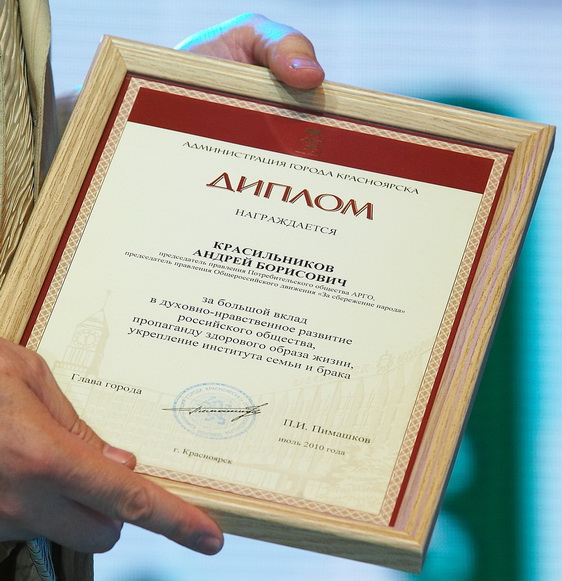 АДМИНИСТРАЦИЯ ГОРОДА КРАСНОЯРСКА
ДИПЛОМ
НАГРАЖДАЕТСЯ
КРАСИЛЬНИКОВ
АНДРЕЙ БОРИСОВИЧ
председатель правления Потребительского общества АРГО,
председатель правления Общероссийского движения «За сбережение народа»
за большой вклад
в духовно-нравственное развитие
российского общества,
пропаганду здорового образа жизни,
укрепление института семьи и брака
Глава города
П.И. Пимашков
июль 2010 года
г. Красноярск